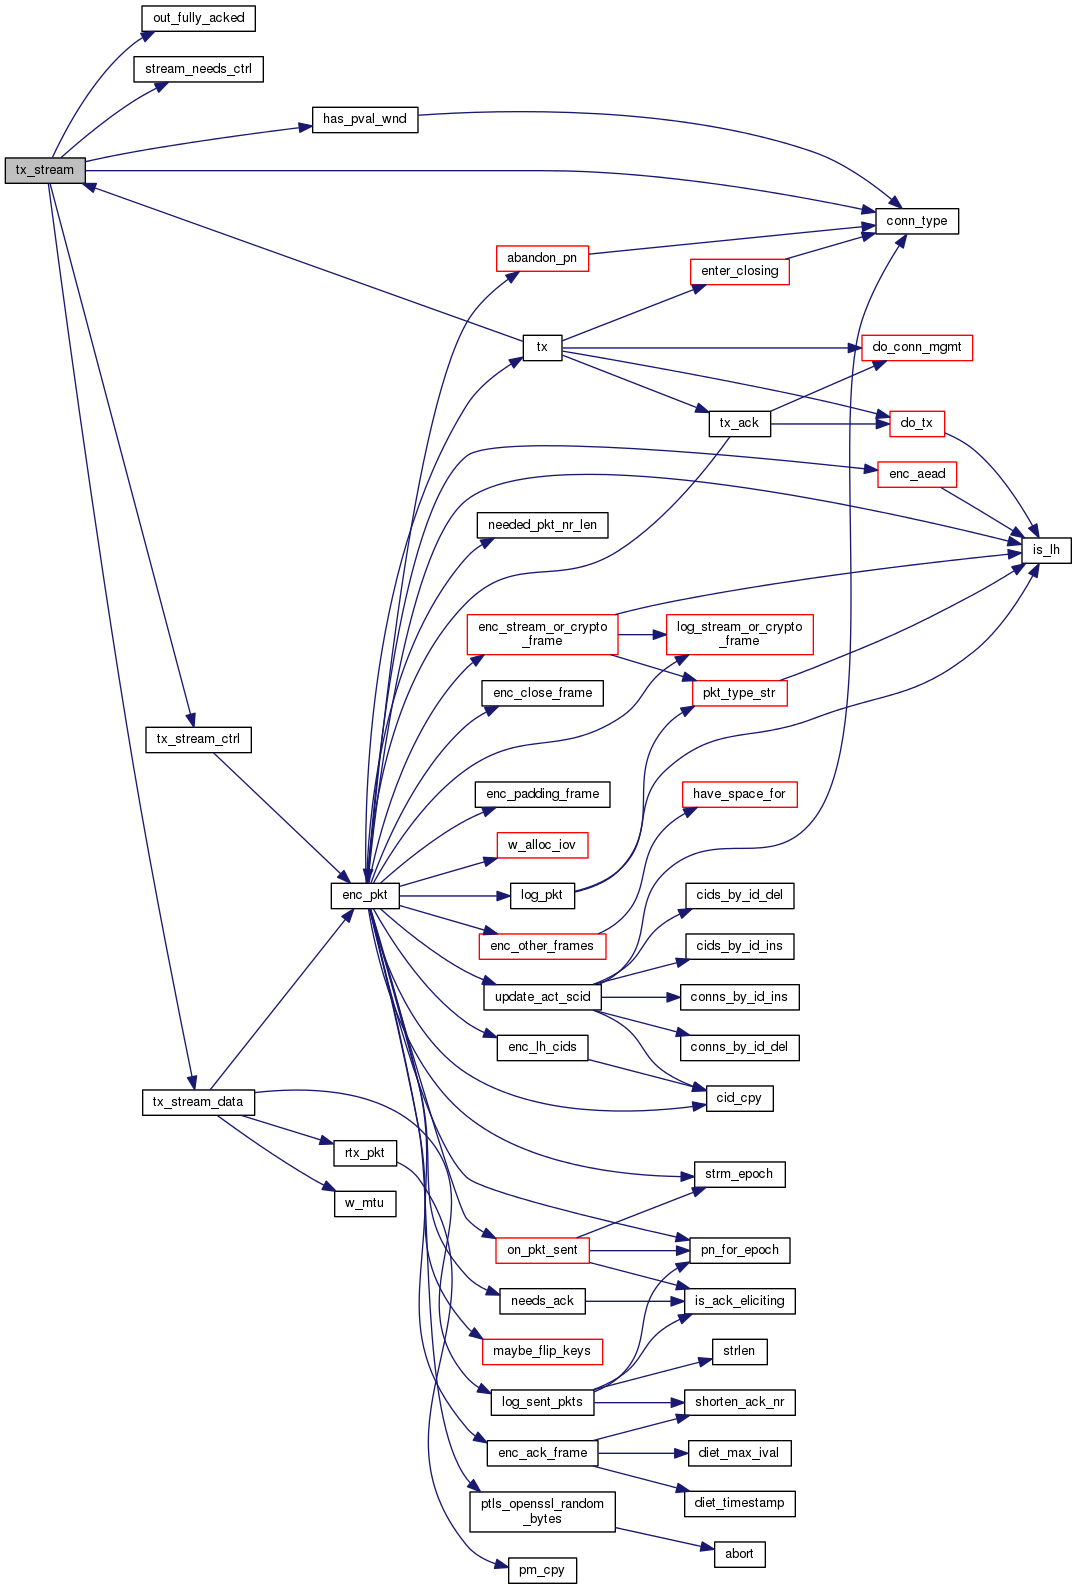 out_fully_acked
stream_needs_ctrl
has_pval_wnd
tx_stream
conn_type
abandon_pn
enter_closing
tx
do_conn_mgmt
tx_ack
do_tx
enc_aead
needed_pkt_nr_len
is_lh
enc_stream_or_crypto
_frame
log_stream_or_crypto
_frame
enc_close_frame
pkt_type_str
tx_stream_ctrl
enc_padding_frame
have_space_for
w_alloc_iov
enc_pkt
log_pkt
cids_by_id_del
enc_other_frames
cids_by_id_ins
update_act_scid
conns_by_id_ins
enc_lh_cids
conns_by_id_del
tx_stream_data
cid_cpy
rtx_pkt
strm_epoch
w_mtu
on_pkt_sent
pn_for_epoch
needs_ack
is_ack_eliciting
maybe_flip_keys
strlen
log_sent_pkts
shorten_ack_nr
enc_ack_frame
diet_max_ival
ptls_openssl_random
_bytes
diet_timestamp
abort
pm_cpy